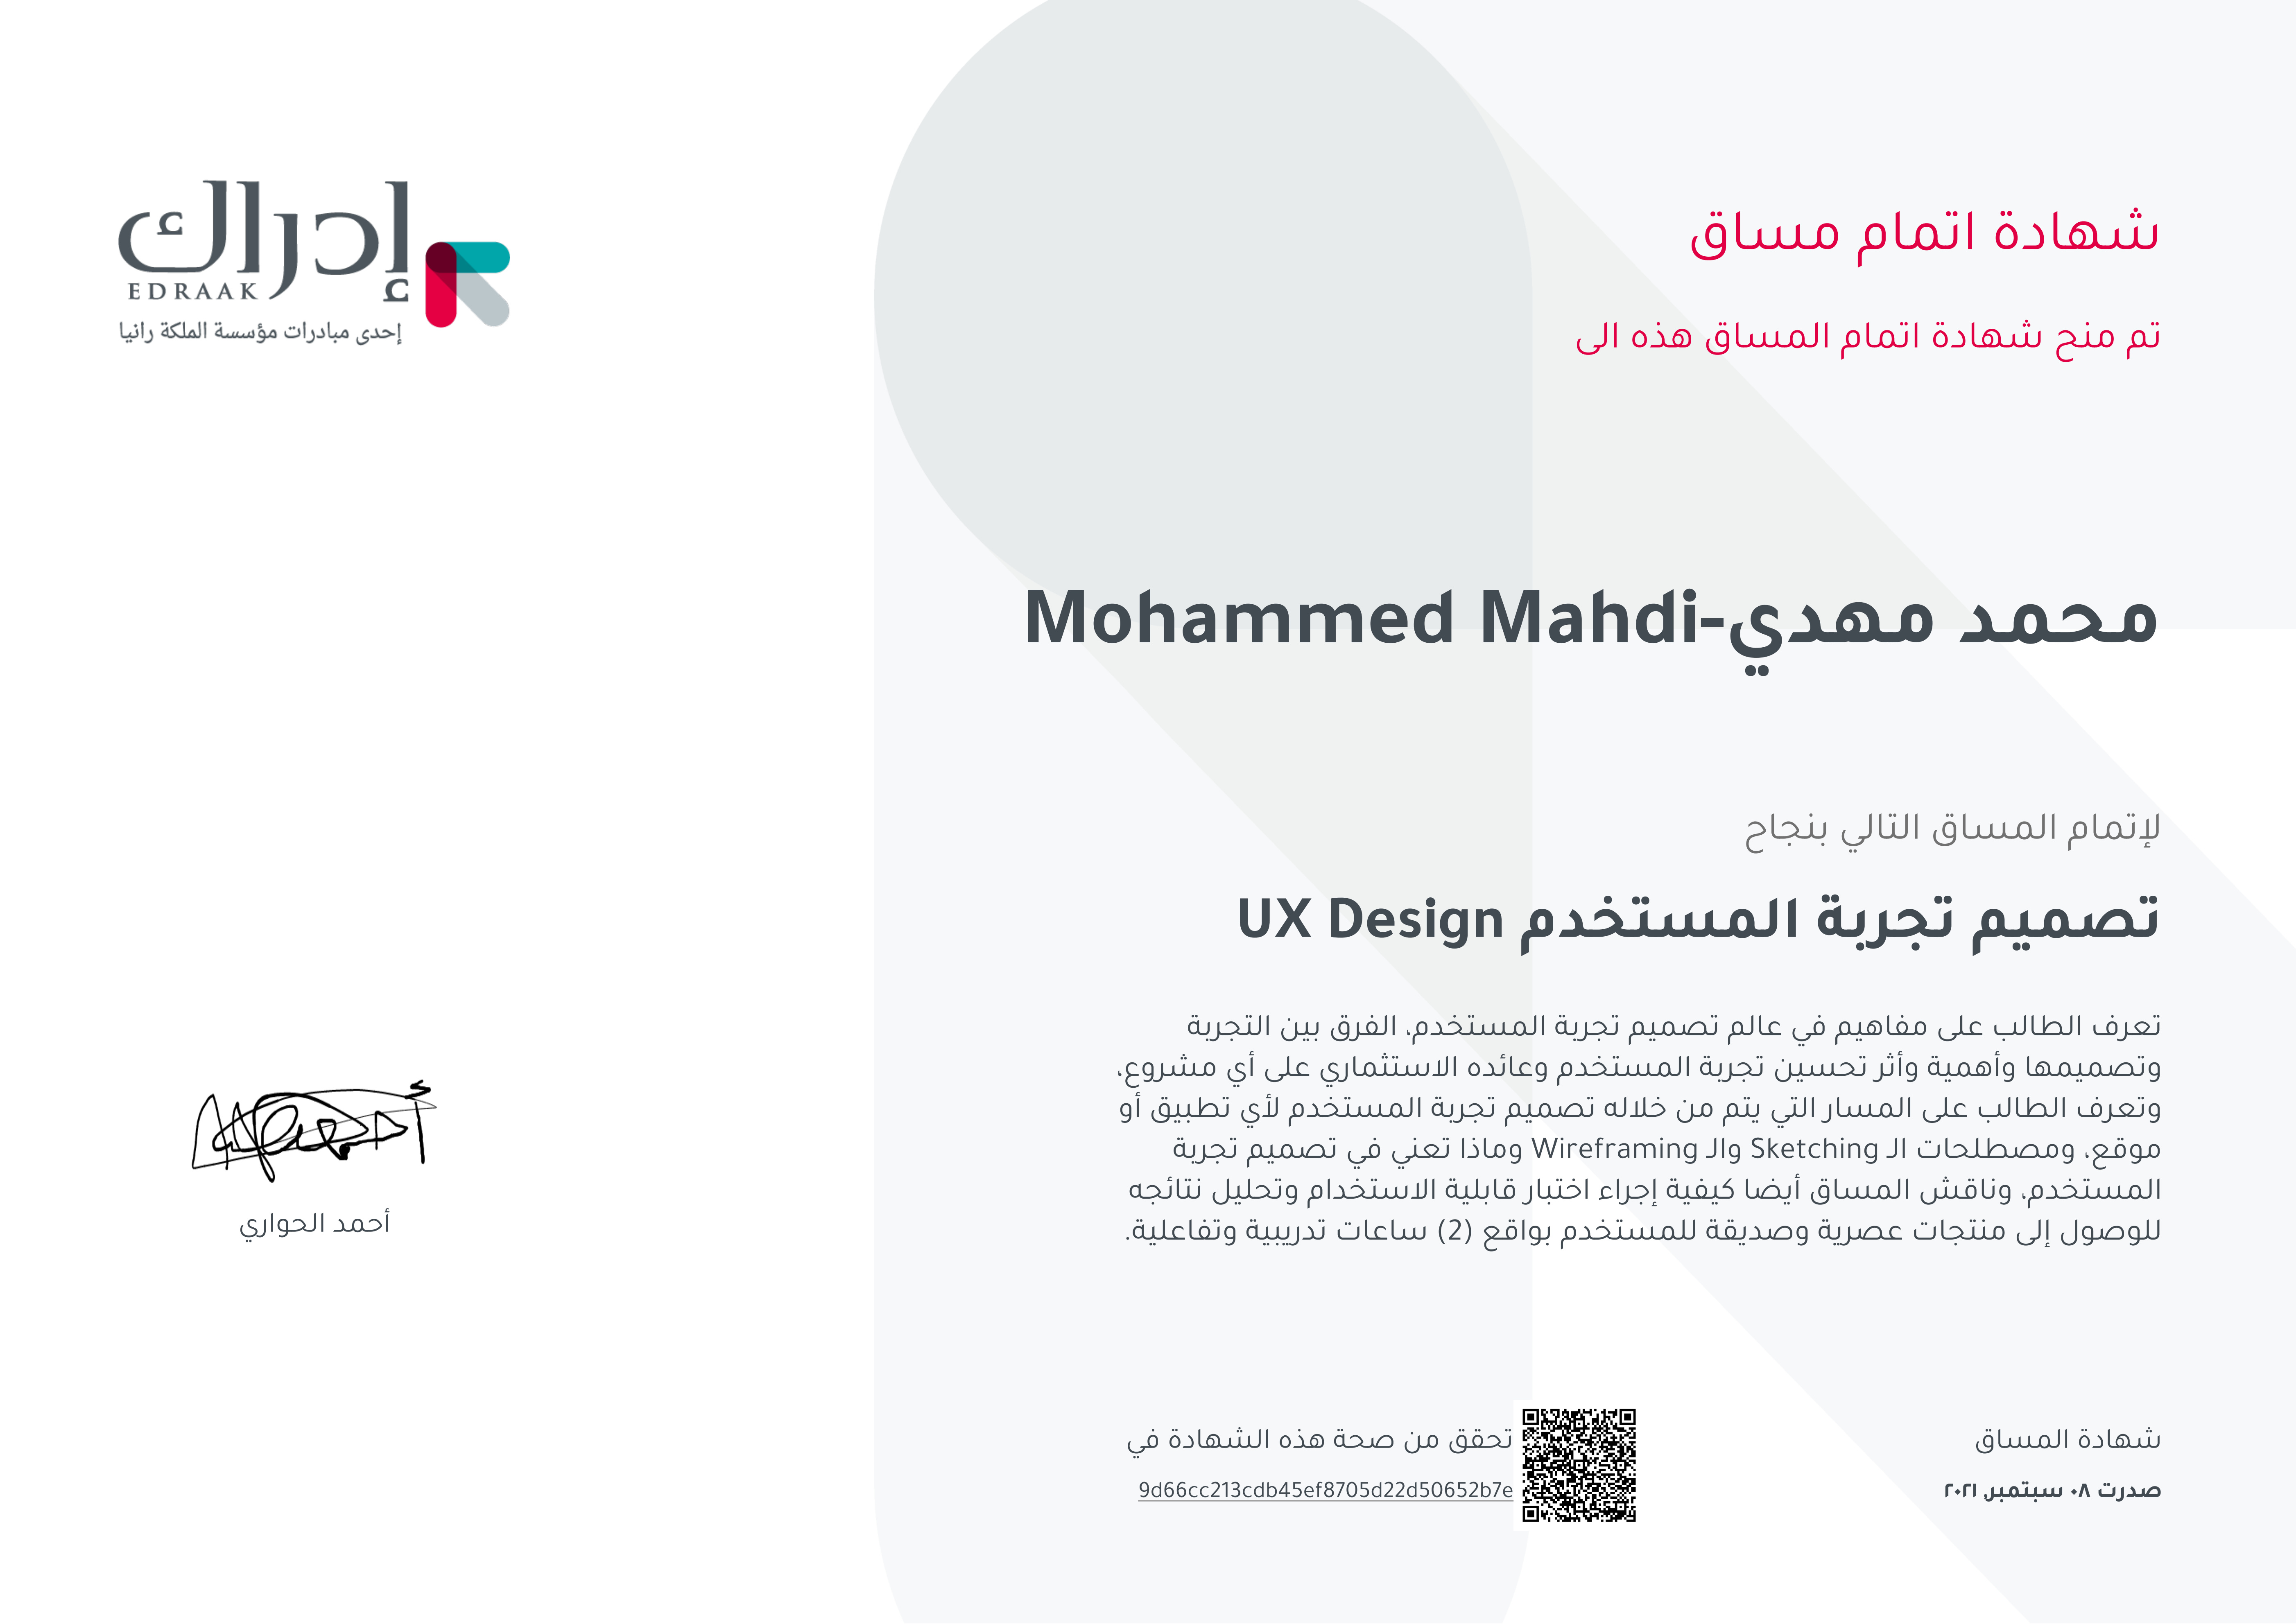 إدراك
EDRAAK
إحدى مبادرات مؤسسة الملكة رانيا
شهادة اتمام مساق
تم منح شهادة اتمام المساق هذه الى
محمد مهدي-Mohammed Mahdi
لإتمام المساق التالي بنجاح
تصميم تجربة المستخدم UX Design
تعرف الطالب على مفاهيم في عالم تصميم تجربة المستخدم، الفرق بين التجربة
وتصميمها وأهمية وأثر تحسين تجربة المستخدم وعائده الاستثماري على أي مشروع،
وتعرف الطالب على المسار التي يتم من خلاله تصميم تجربة المستخدم لأي تطبيق أو
موقع، ومصطلحات الـ Sketching والـ Wireframing وماذا تعني في تصميم تجربة
المستخدم، وناقش المساق أيضا كيفية إجراء اختبار قابلية الاستخدام وتحليل نتائجه
للوصول إلى منتجات عصرية وصديقة للمستخدم بواقع (2) ساعات تدريبية وتفاعلية.
أحمد الحواري
شهادة المساق
صدرت ٠٨ سبتمبر ٢٠٢١
تحقق من صحة هذه الشهادة في
9d66cc213cdb45ef8705d22d50652b7e